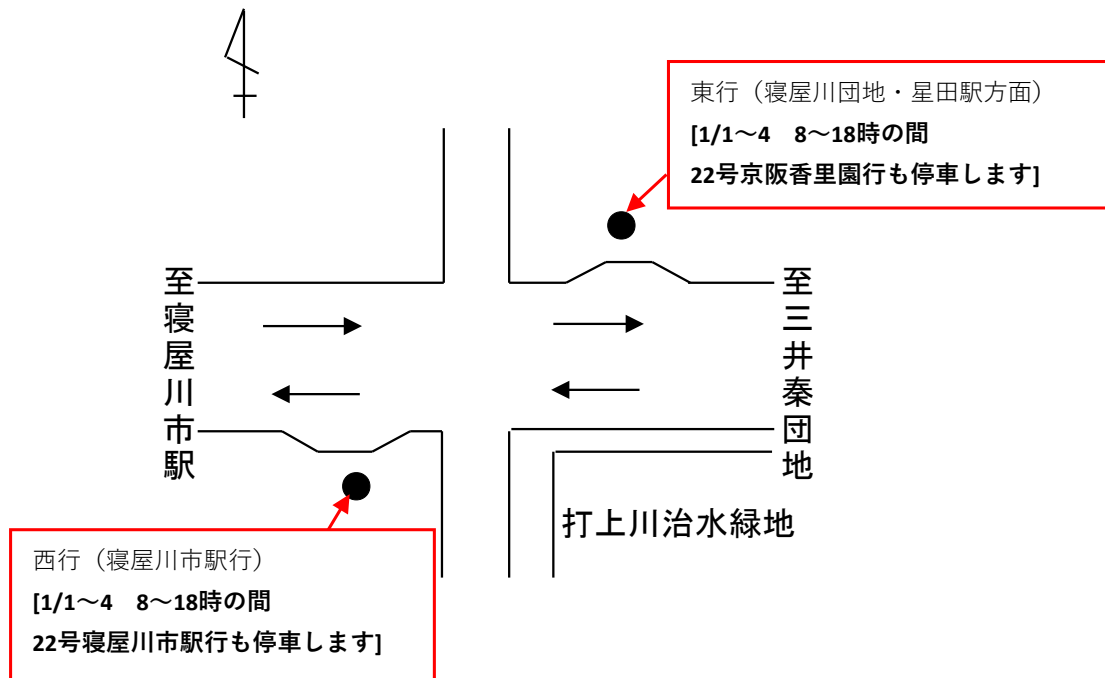 東行（寝屋川団地・星田駅方面）
[1/1～4　8～18時の間
22号京阪香里園行も停車します]
至寝屋川市駅
至三井秦団地
打上川治水緑地
西行（寝屋川市駅行）
[1/1～4　8～18時の間
22号寝屋川市駅行も停車します]